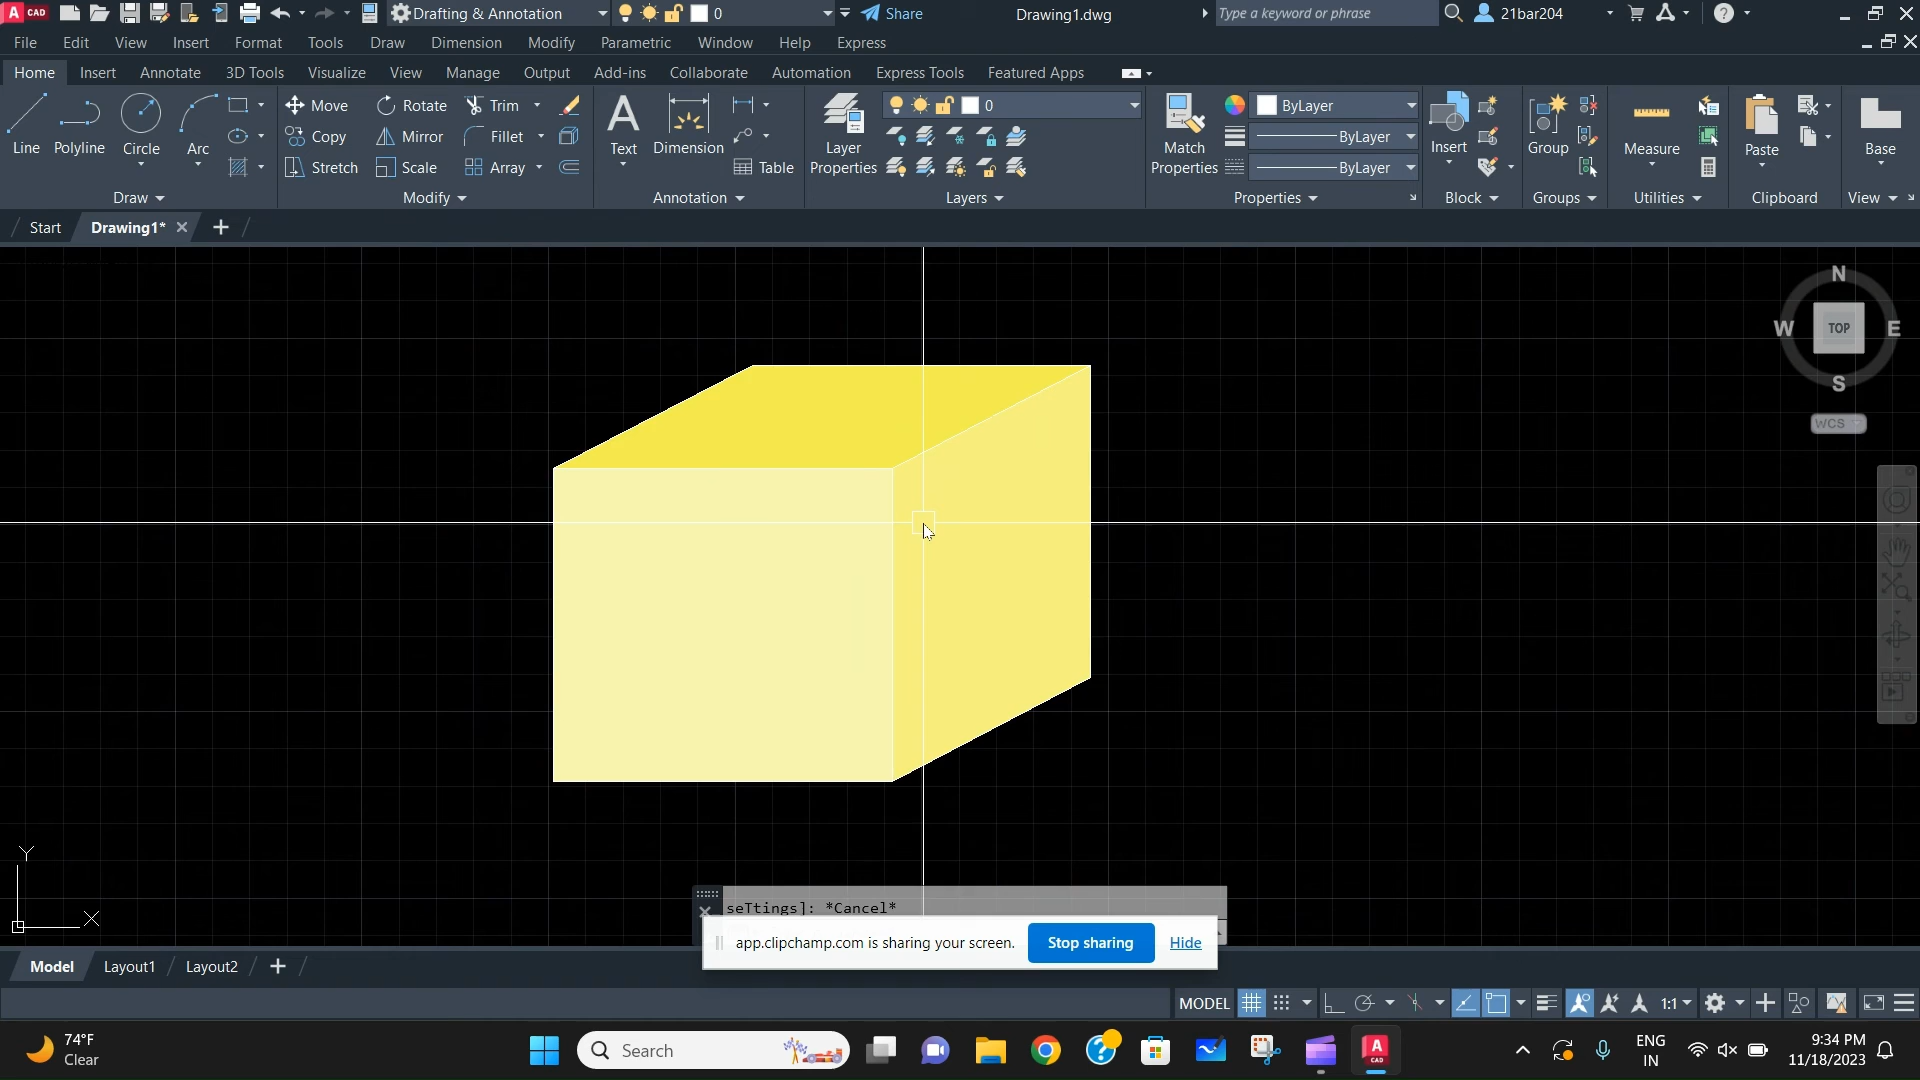 A CAD Drafting & Annotation 0 Share Drawing1.dwg Type a keyword or phrase 21bar204
File Edit View Insert Format Tools Draw Dimension Modify Parametric Window Help Express
Home Insert Annotate 3D Tools Visualize View Manage Output Add-ins Collaborate Automation Express Tools Featured Apps
Line Polyline Circle Arc
Move Rotate Trim
Copy Mirror Fillet
Stretch Scale Array
Text Dimension Table
Layer Properties
0
Match Properties
ByLayer
ByLayer
ByLayer
Insert Group Measure Paste Base
Draw Modify Annotation Layers Properties Block Groups Utilities Clipboard View
Start Drawing1* +
N
W TOP E
S
WCS
Y
X
seTtings]: *Cancel*
app.clipchamp.com is sharing your screen. Stop sharing Hide
Model Layout1 Layout2 +
MODEL 1:1
74°F
Clear
Search
ENG
IN
9:34 PM
11/18/2023